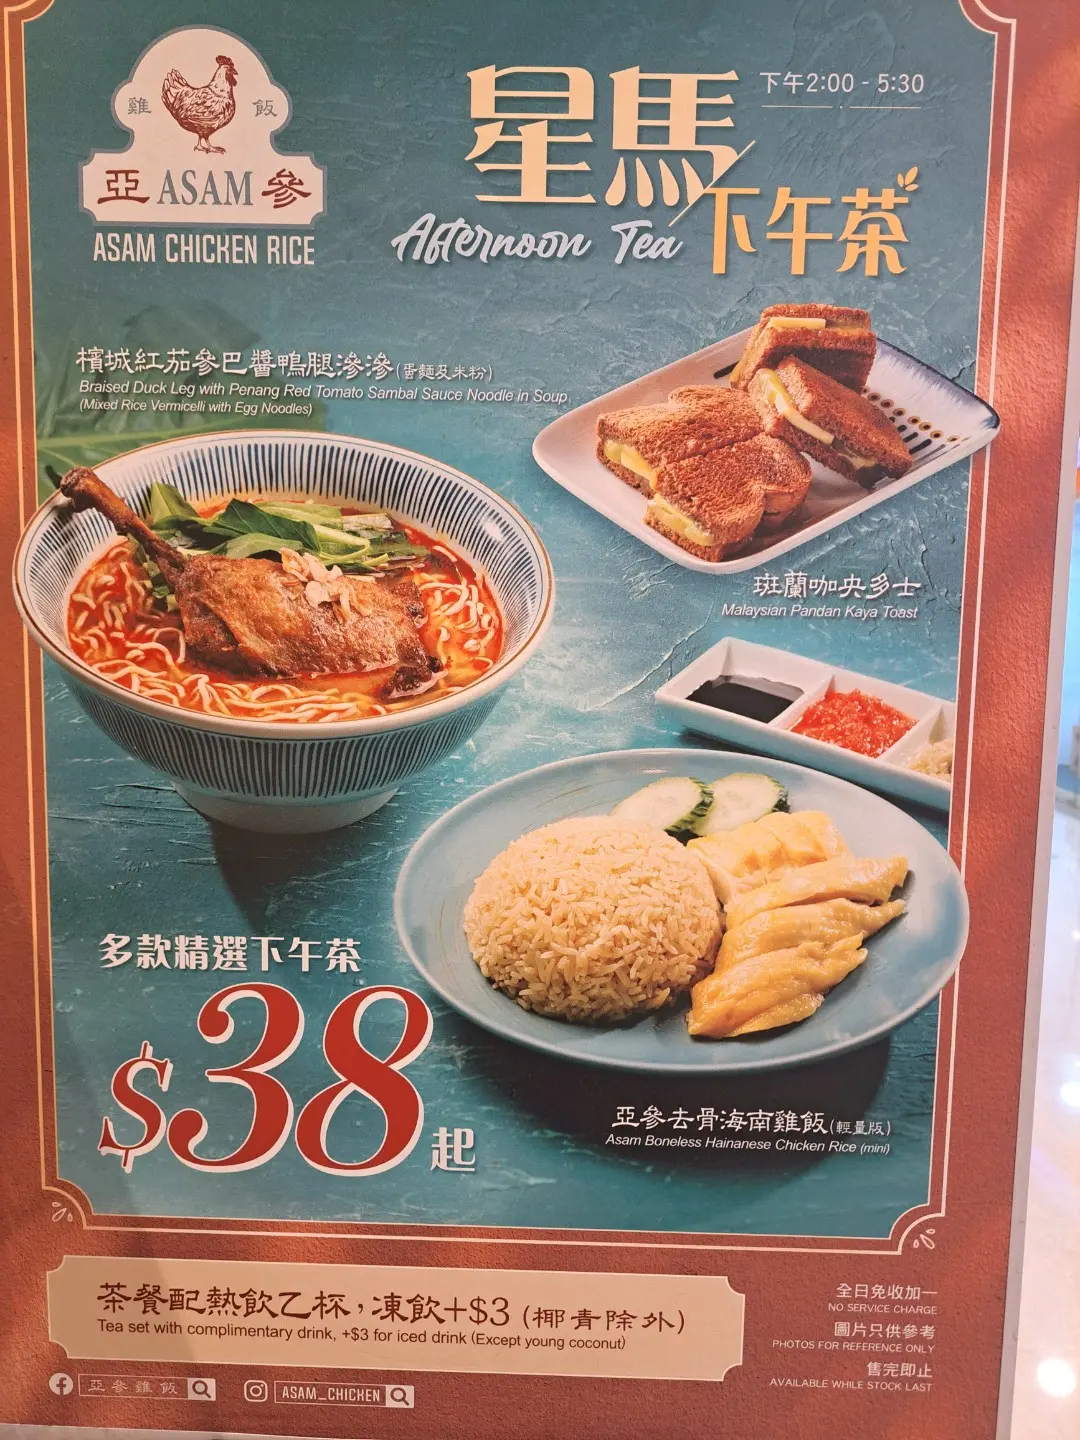 雞 飯
亞 ASAM 參
ASAM CHICKEN RICE
下午2:00 - 5:30
星馬
Afternoon Tea 下午茶
檳城紅茄參巴醬鴨腿滲滲(蛋麵及米粉)
Braised Duck Leg with Penang Red Tomato Sambal Sauce Noodle in Soup
(Mixed Rice Vermicelli with Egg Noodles)
斑蘭咖央多士
Malaysian Pandan Kaya Toast
多款精選下午茶
$38起
亞參去骨海南雞飯(輕量版)
Asam Boneless Hainanese Chicken Rice (mini)
茶餐配熱飲乙杯，凍飲+$3 (椰青除外)
Tea set with complimentary drink, +$3 for iced drink (Except young coconut)
全日免收加一
NO SERVICE CHARGE
圖片只供參考
PHOTOS FOR REFERENCE ONLY
售完即止
AVAILABLE WHILE STOCK LAST
亞參雞飯
ASAM_CHICKEN